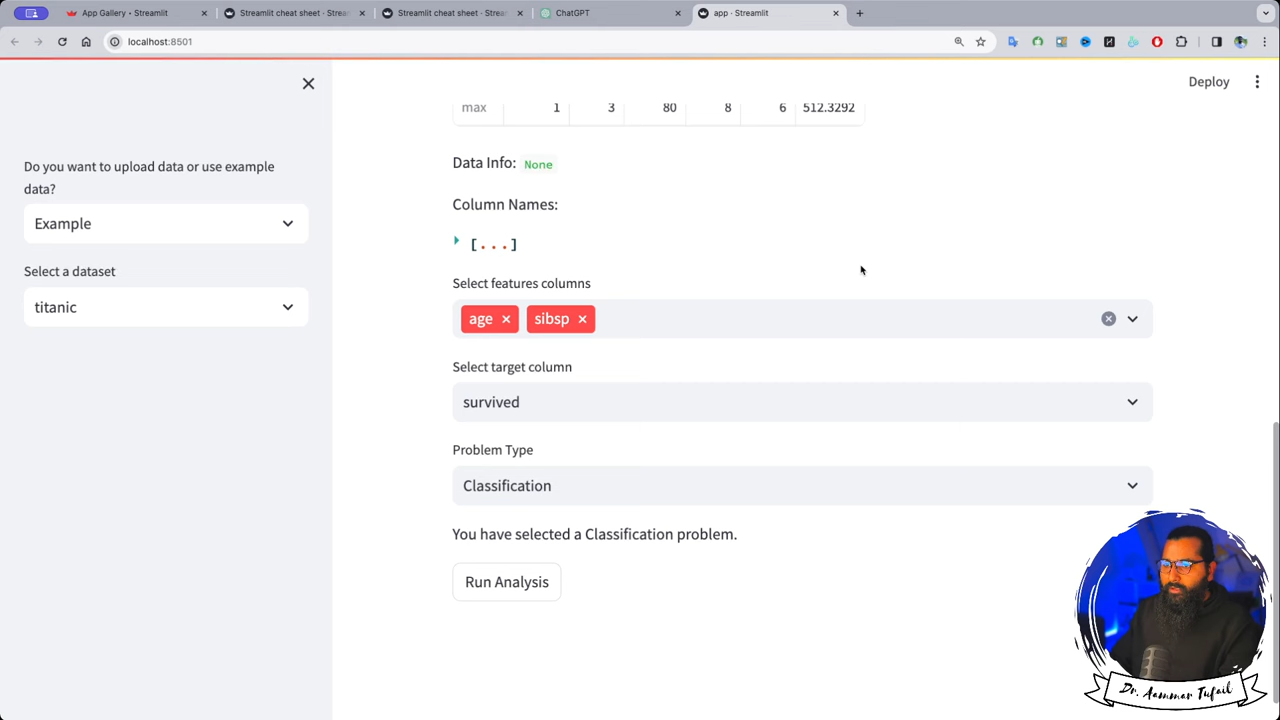 App Gallery • Streamlit
Streamlit cheat sheet · Stream
Streamlit cheat sheet · Stream
ChatGPT
app · Streamlit
localhost:8501
Deploy
Do you want to upload data or use example
data?
Example
Select a dataset
titanic
max 1 3 80 8 6 512.3292
Data Info: None
Column Names:
[...]
Select features columns
age sibsp
Select target column
survived
Problem Type
Classification
You have selected a Classification problem.
Run Analysis
Dr. Aammar Tufail